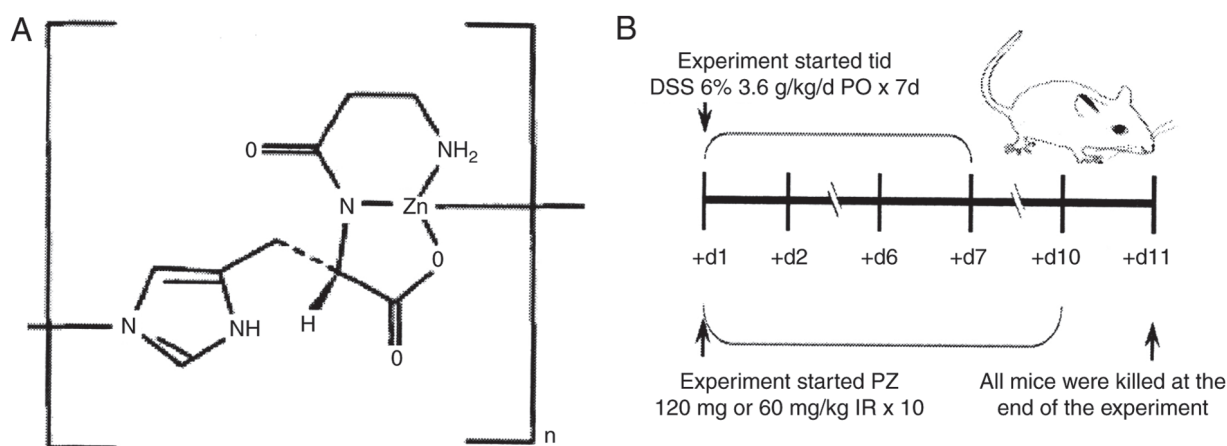 A
O
NH2
N
Zn
O
N
NH
H
O
n
B
Experiment started tid
DSS 6% 3.6 g/kg/d PO x 7d
+d1
+d2
+d6
+d7
+d10
+d11
Experiment started PZ
120 mg or 60 mg/kg IR x 10
All mice were killed at the
end of the experiment